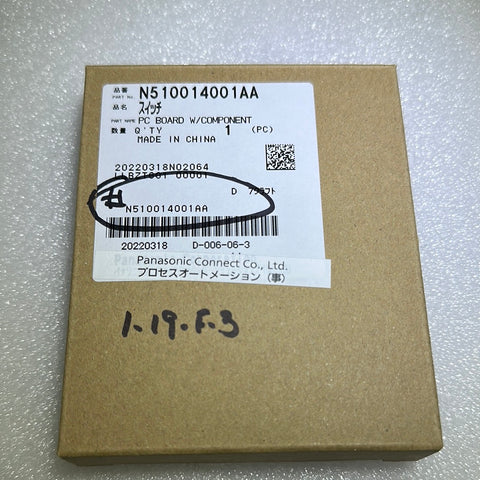 品番 PART No. N510014001AA
品名 スイッチ
PART NAME PC BOARD W/COMPONENT
数量 Q'TY 1 (PC)
MADE IN CHINA
20220318N02064
LLBZT001 00001
D
N510014001AA
20220318 D-006-06-3
Panasonic Connect Co., Ltd.
プロセスオートメーション（事）
1.19.F.3